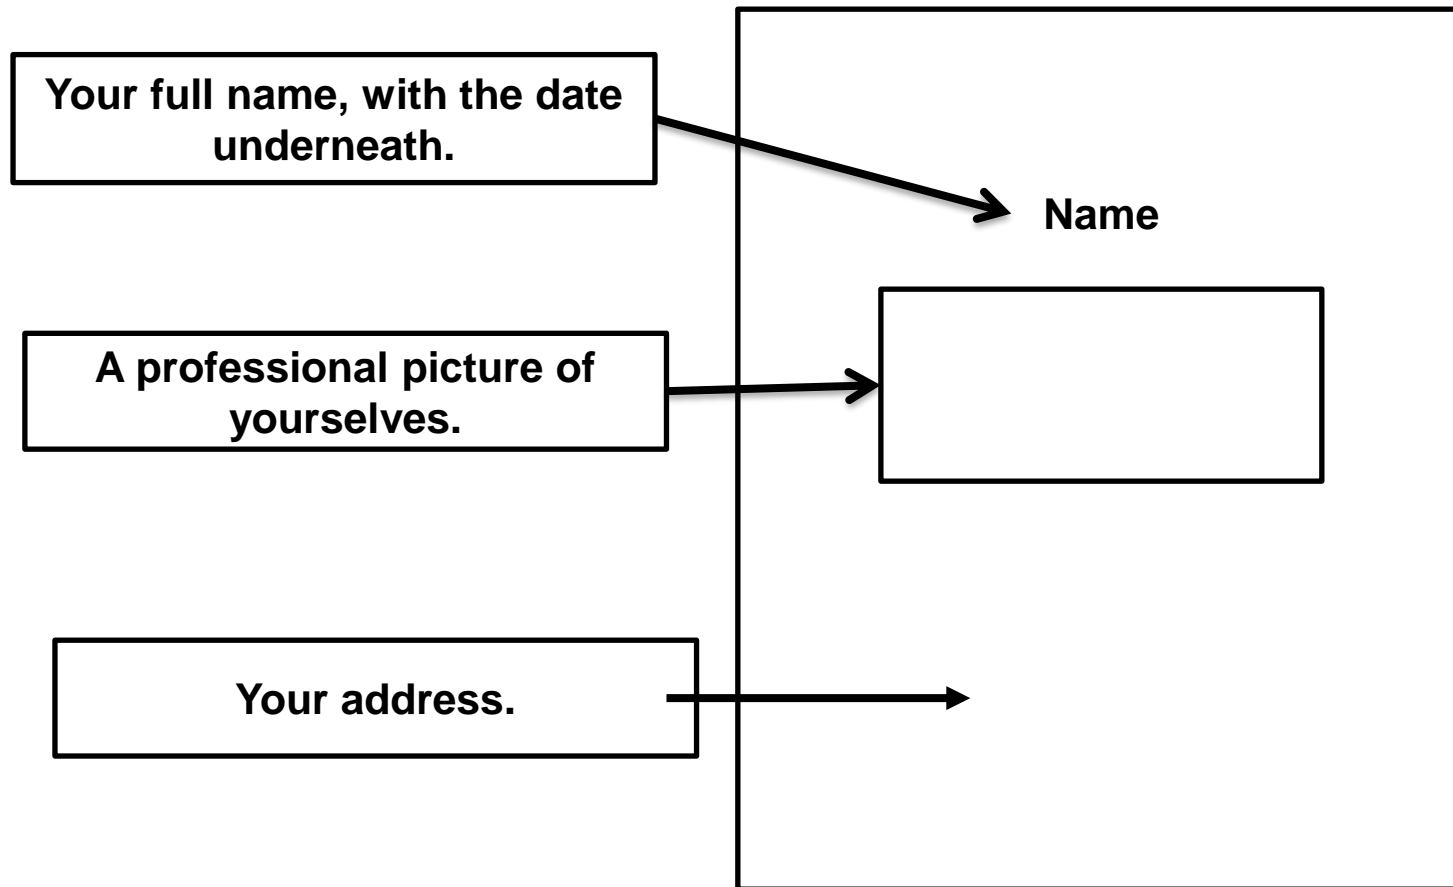 Your full name, with the date
underneath.
Name
A professional picture of
yourselves.
Your address.